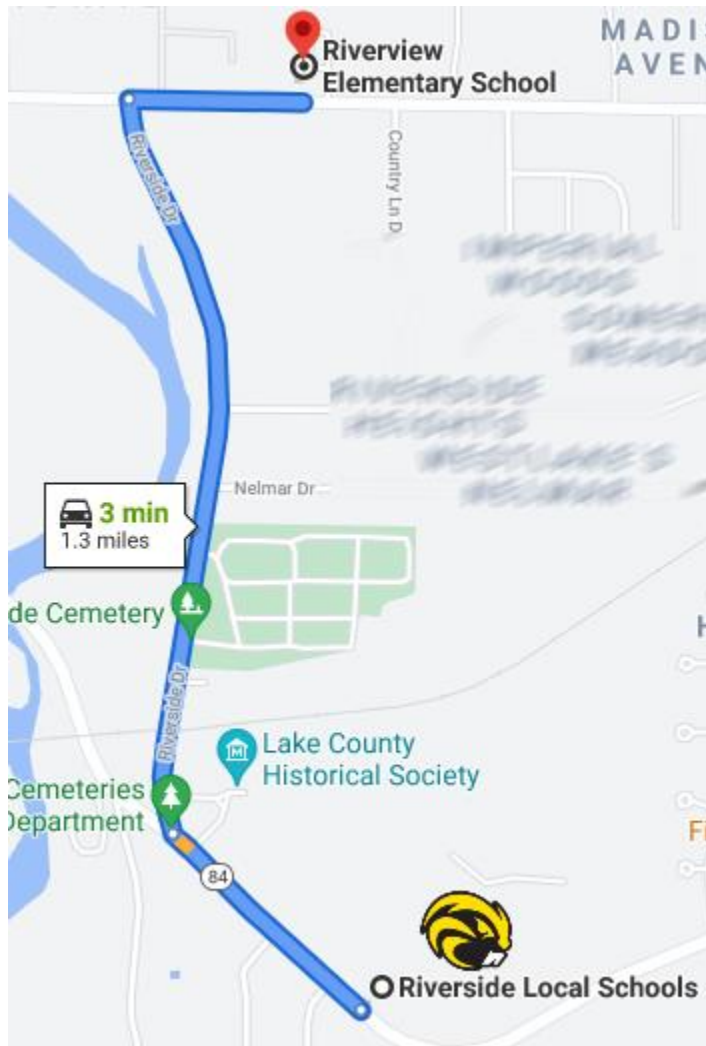 Riverview
Elementary School
MADIS
AVEN
Riverside Dr
Country Ln D
Nelmar Dr
3 min
1.3 miles
de Cemetery
H
Riverside Dr
Lake County
Historical Society
Cemeteries
Department
Fi
84
Riverside Local Schools